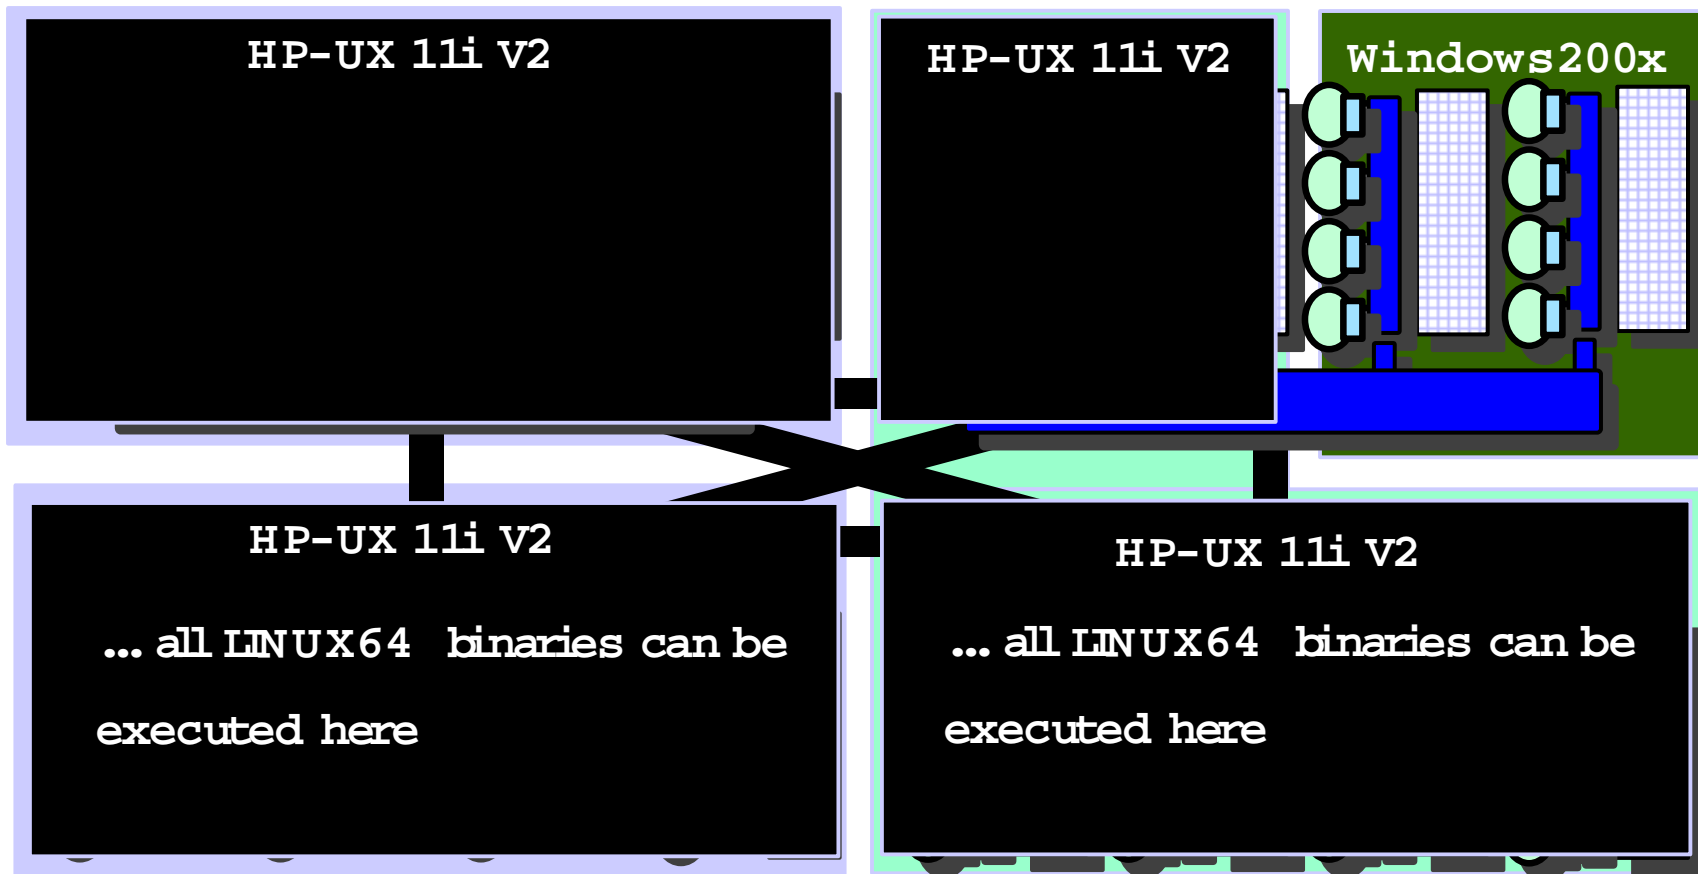 HP-UX 11i V2
HP-UX 11i V2
Windows200x
HP-UX 11i V2
... all LINUX64 binaries can be
executed here
HP-UX 11i V2
... all LINUX64 binaries can be
executed here